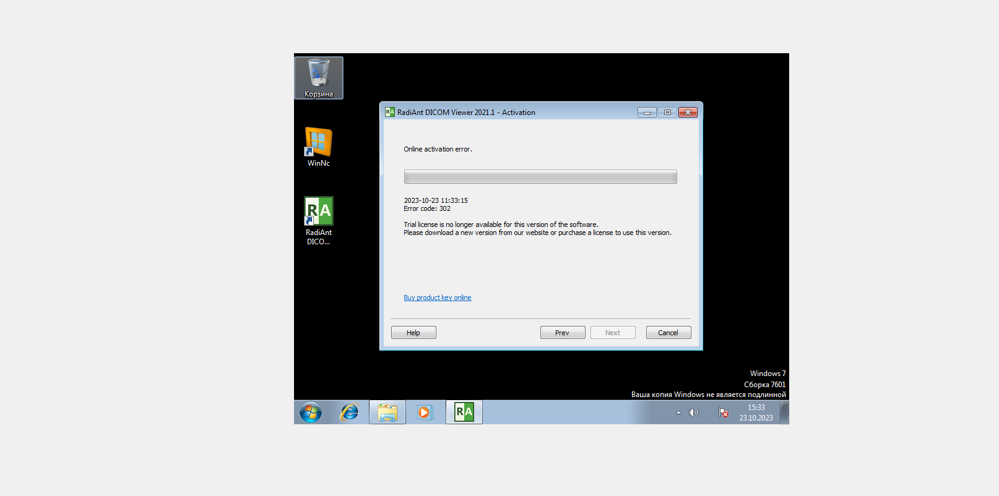 Корзина
WinNc
RA
RadiAnt
DICO...
RA RadiAnt DICOM Viewer 2021.1 - Activation
Online activation error.
2023-10-23 11:33:15
Error code: 302
Trial license is no longer available for this version of the software.
Please download a new version from our website or purchase a license to use this version.
Buy product key online
Help
Prev
Next
Cancel
Windows 7
Сборка 7601
Ваша копия Windows не является подлинной
RA
15:33
23.10.2023